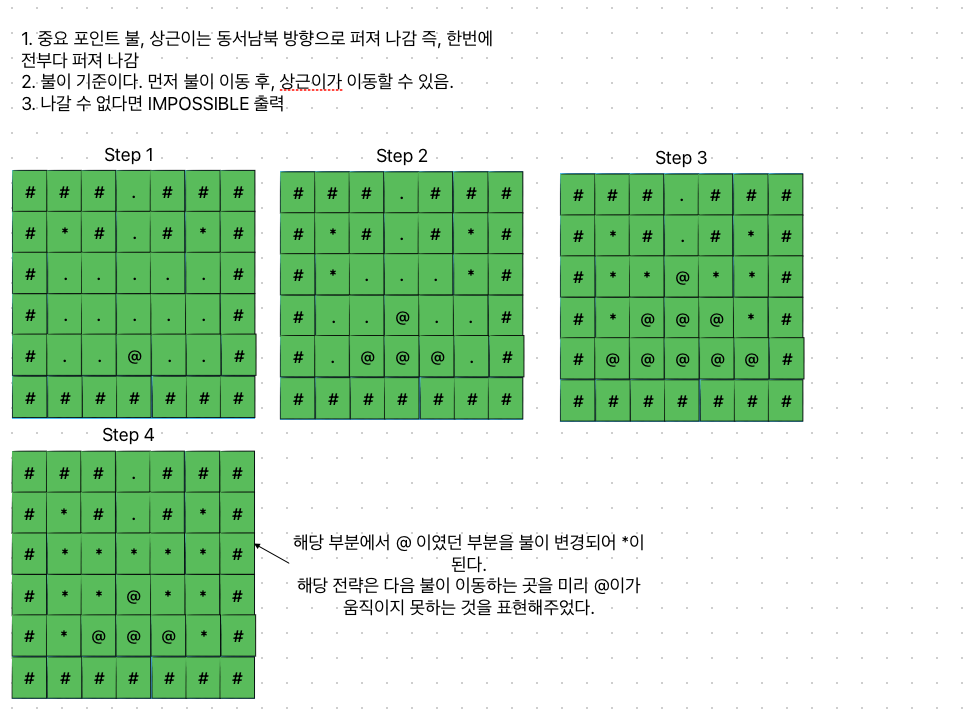 1. 중요 포인트 불, 상근이는 동서남북 방향으로 퍼져 나감 즉, 한번에
전부다 퍼져 나감
2. 불이 기준이다. 먼저 불이 이동 후, 상근이가 이동할 수 있음.
3. 나갈 수 없다면 IMPOSSIBLE 출력
Step 1
# # # . # # #
# * # . # * #
# . . . . . #
# . . . . . #
# . . @ . . #
# # # # # # #
Step 2
# # # . # # #
# * # . # * #
# * . . . * #
# . . @ . . #
# . @ @ @ . #
# # # # # # #
Step 3
# # # . # # #
# * # . # * #
# * * @ * * #
# * @ @ @ * #
# @ @ @ @ @ #
# # # # # # #
Step 4
# # # . # # #
# * # . # * #
# * * * * * #
# * * @ * * #
# * @ @ @ * #
# # # # # # #
해당 부분에서 @ 이였던 부분을 불이 변경되어 *이
된다.
해당 전략은 다음 불이 이동하는 곳을 미리 @이가
움직이지 못하는 것을 표현해주었다.